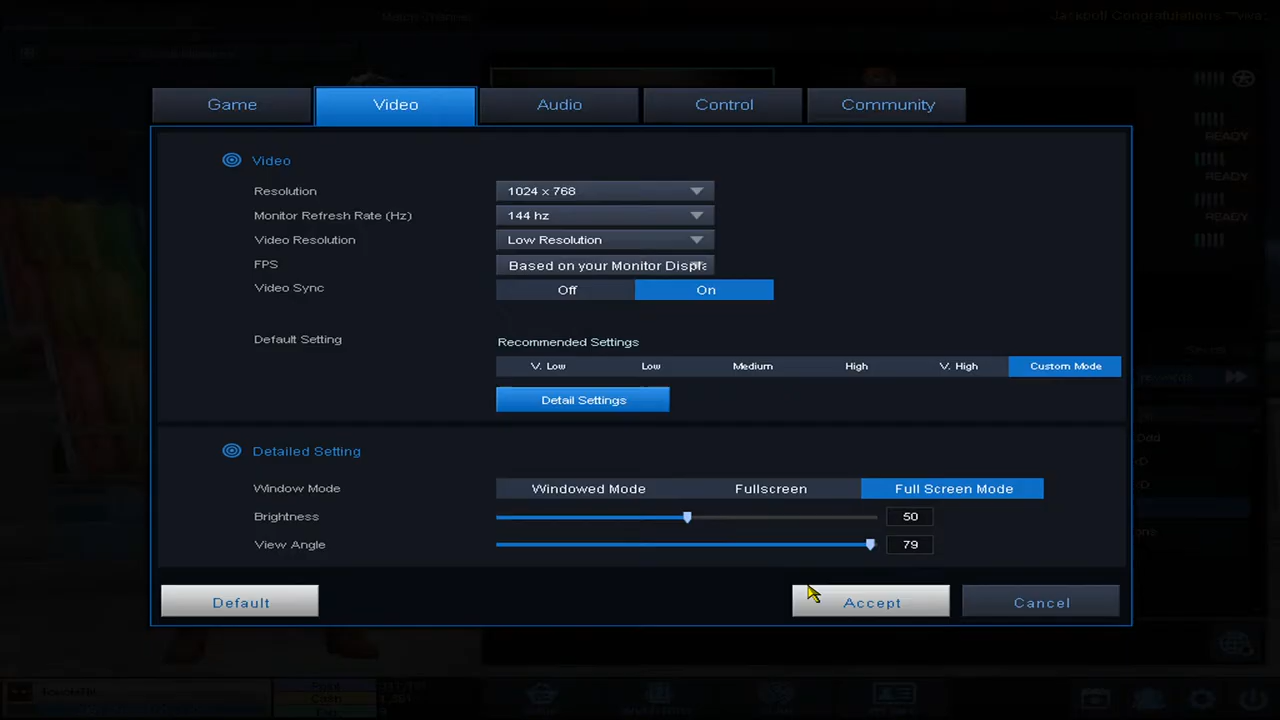 Game Video Audio Control Community
Video
Resolution 1024 x 768
Monitor Refresh Rate (Hz) 144 hz
Video Resolution Low Resolution
FPS Based on your Monitor Displa
Video Sync Off On
Default Setting Recommended Settings
V. Low Low Medium High V. High Custom Mode
Detail Settings
Detailed Setting
Window Mode Windowed Mode Fullscreen Full Screen Mode
Brightness 50
View Angle 79
Default Accept Cancel
READY
READY
READY